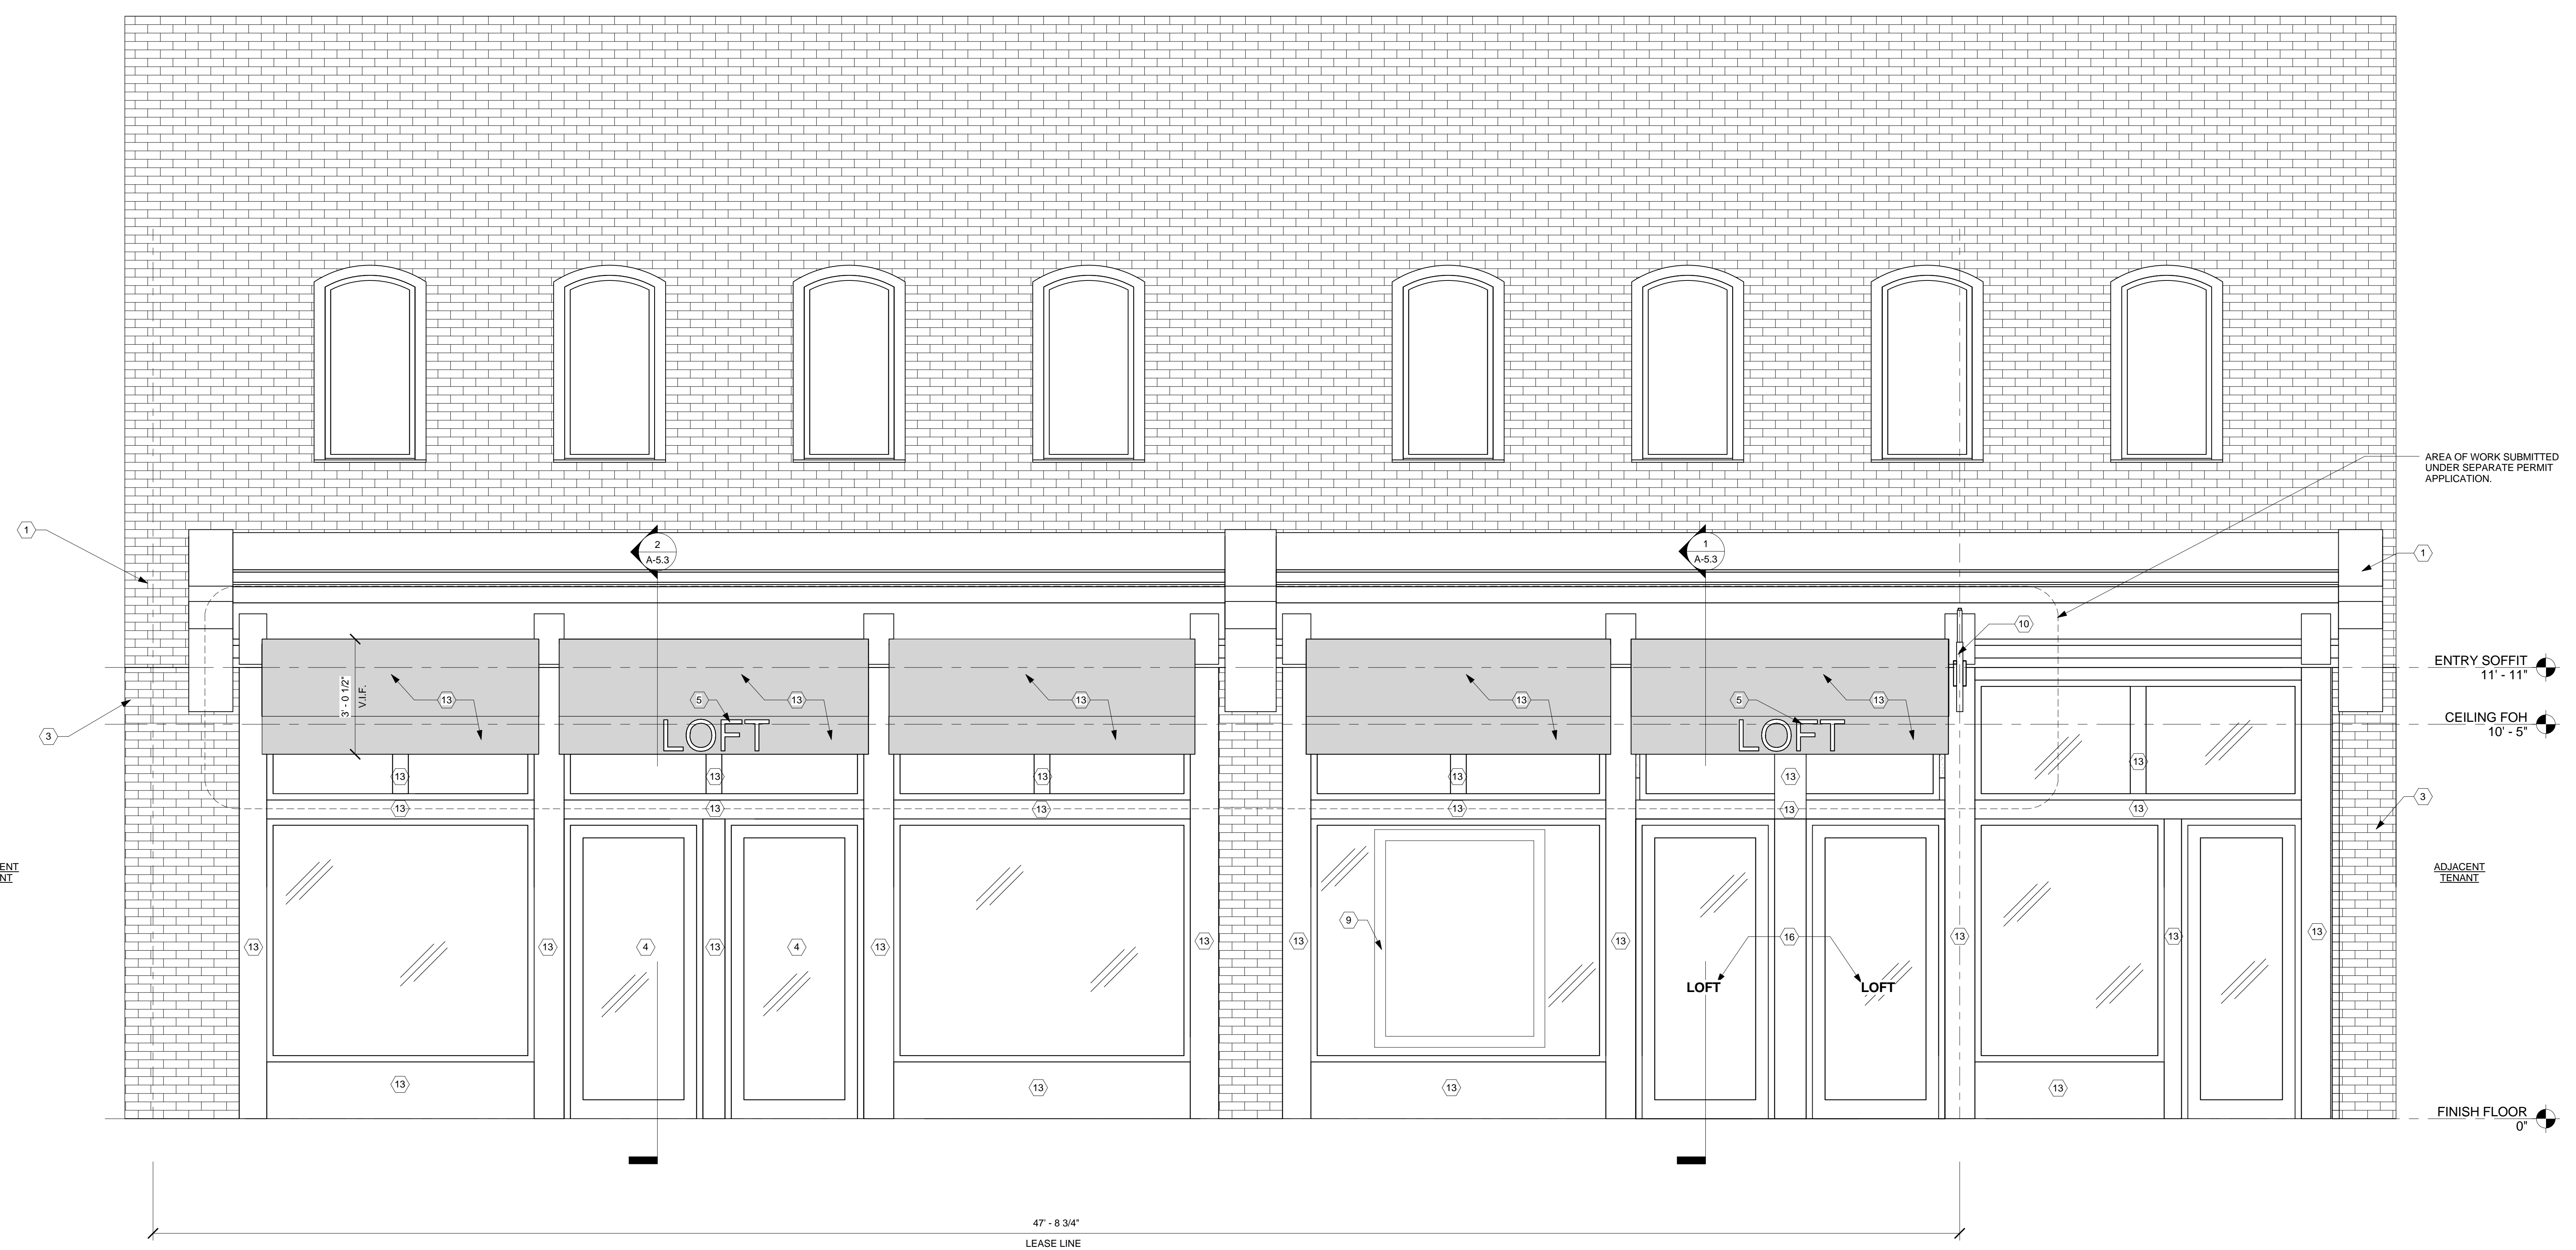 AREA OF WORK SUBMITTED
UNDER SEPARATE PERMIT
APPLICATION.
1
2
A-5.3
1
A-5.3
1
10
ENTRY SOFFIT
11' - 11"
3' - 0 1/2"
V.I.F.
13
5
13
13
13
5
13
3
LOFT
LOFT
CEILING FOH
10' - 5"
3
13
13
13
13
13
13
13
13
13
13
13
13
3
ENT
NT
ADJACENT
TENANT
9
13
13
4
13
4
13
13
13
13
16
13
13
13
LOFT
LOFT
13
13
13
13
FINISH FLOOR
0"
47' - 8 3/4"
LEASE LINE